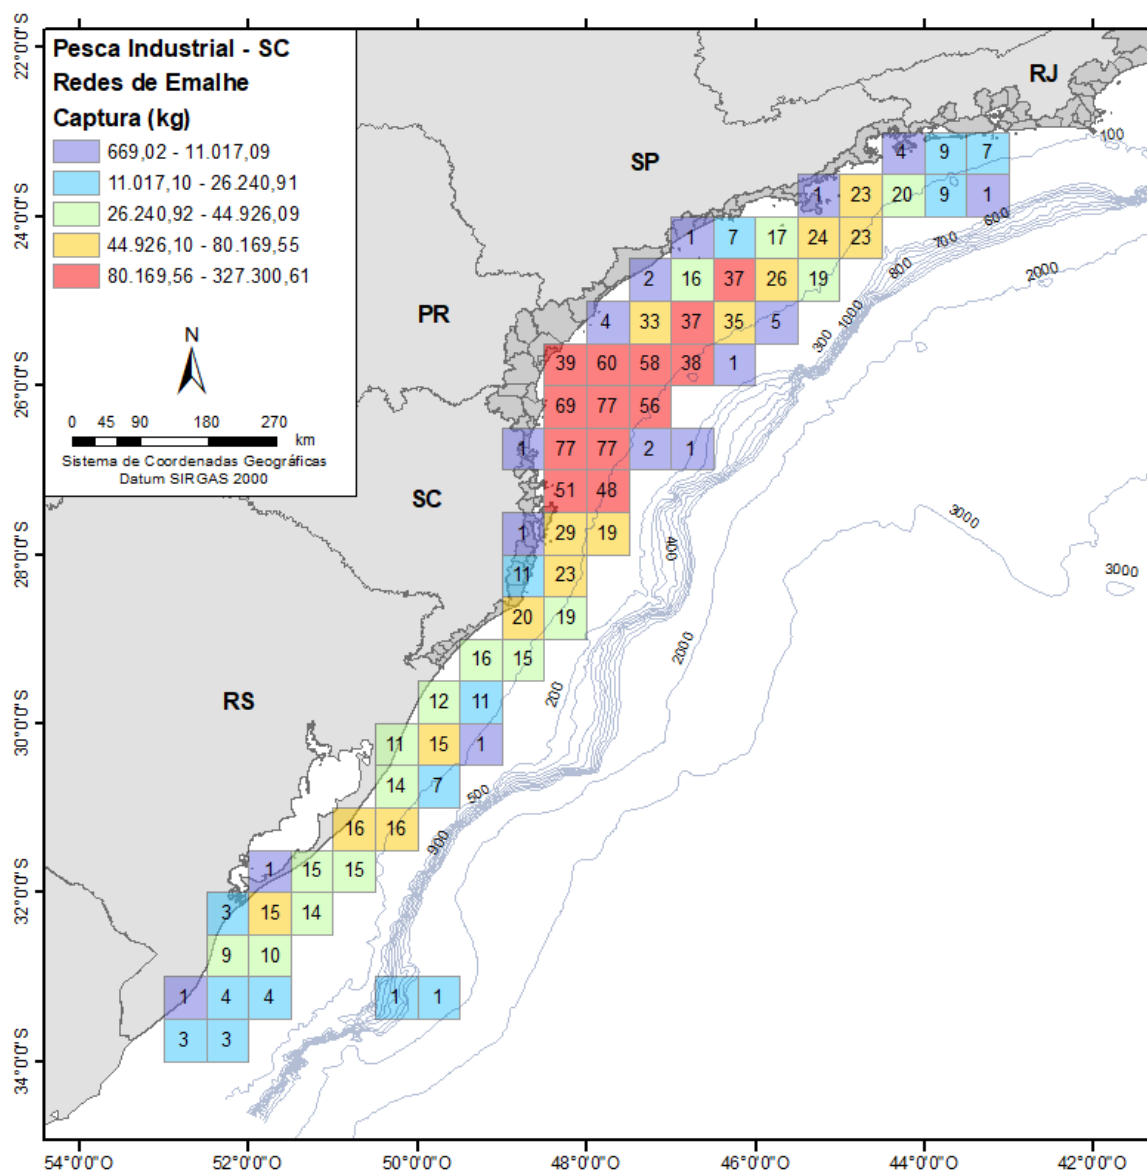 Pesca Industrial - SC
Redes de Emalhe
Captura (kg)
669,02 - 11.017,09
11.017,10 - 26.240,91
26.240,92 - 44.926,09
44.926,10 - 80.169,55
80.169,56 - 327.300,61
N
0 45 90 180 270
km
Sistema de Coordenadas Geográficas
Datum SIRGAS 2000
RJ
SP
PR
SC
RS
4 9 7
1 23 20 9 1
1 7 17 24 23
2 16 37 26 19
4 33 37 35 5
39 60 58 38 1
69 77 56
1 77 77 2 1
51 48
1 29 19
11 23
20 19
16 15
12 11
11 15 1
14 7
16 16
1 15 15
3 15 14
9 10
1 4 4 1 1
3 3
100
600
700
800
2000
1000
300
400
3000
3000
2000
200
500
900
22°0'0"S
24°0'0"S
26°0'0"S
28°0'0"S
30°0'0"S
32°0'0"S
34°0'0"S
54°0'0"O 52°0'0"O 50°0'0"O 48°0'0"O 46°0'0"O 44°0'0"O 42°0'0"O